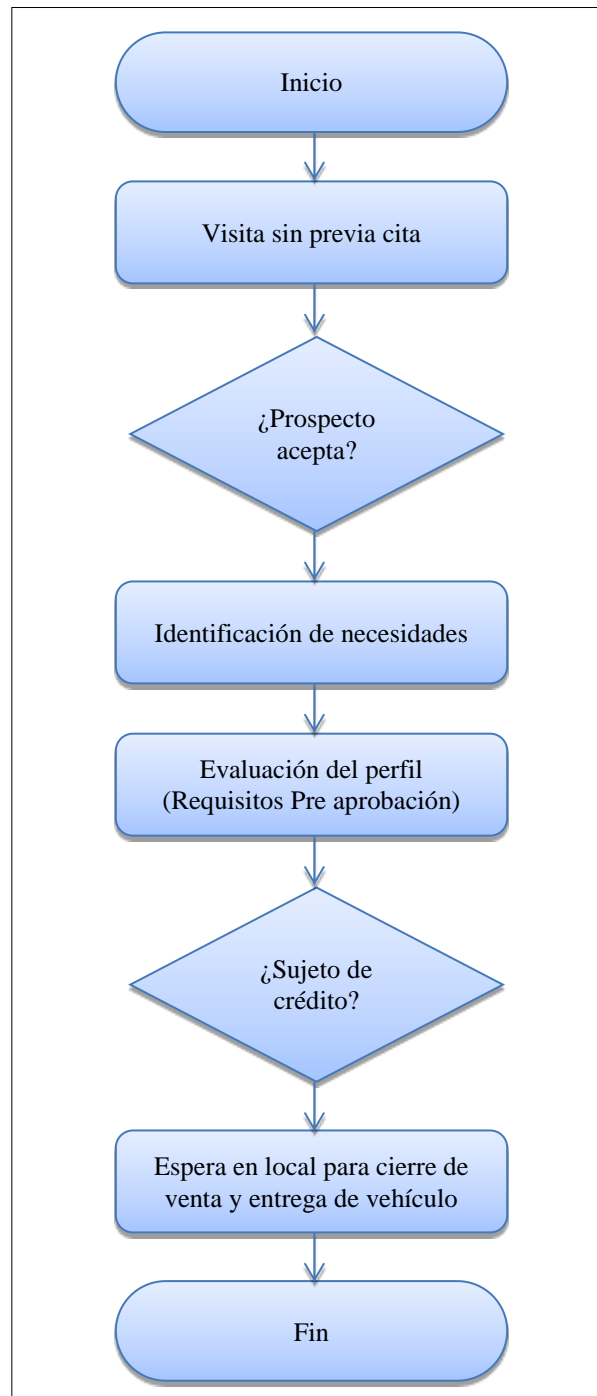 Inicio
Visita sin previa cita
¿Prospecto
acepta?
Identificación de necesidades
Evaluación del perfil
(Requisitos Pre aprobación)
¿Sujeto de
crédito?
Espera en local para cierre de
venta y entrega de vehículo
Fin